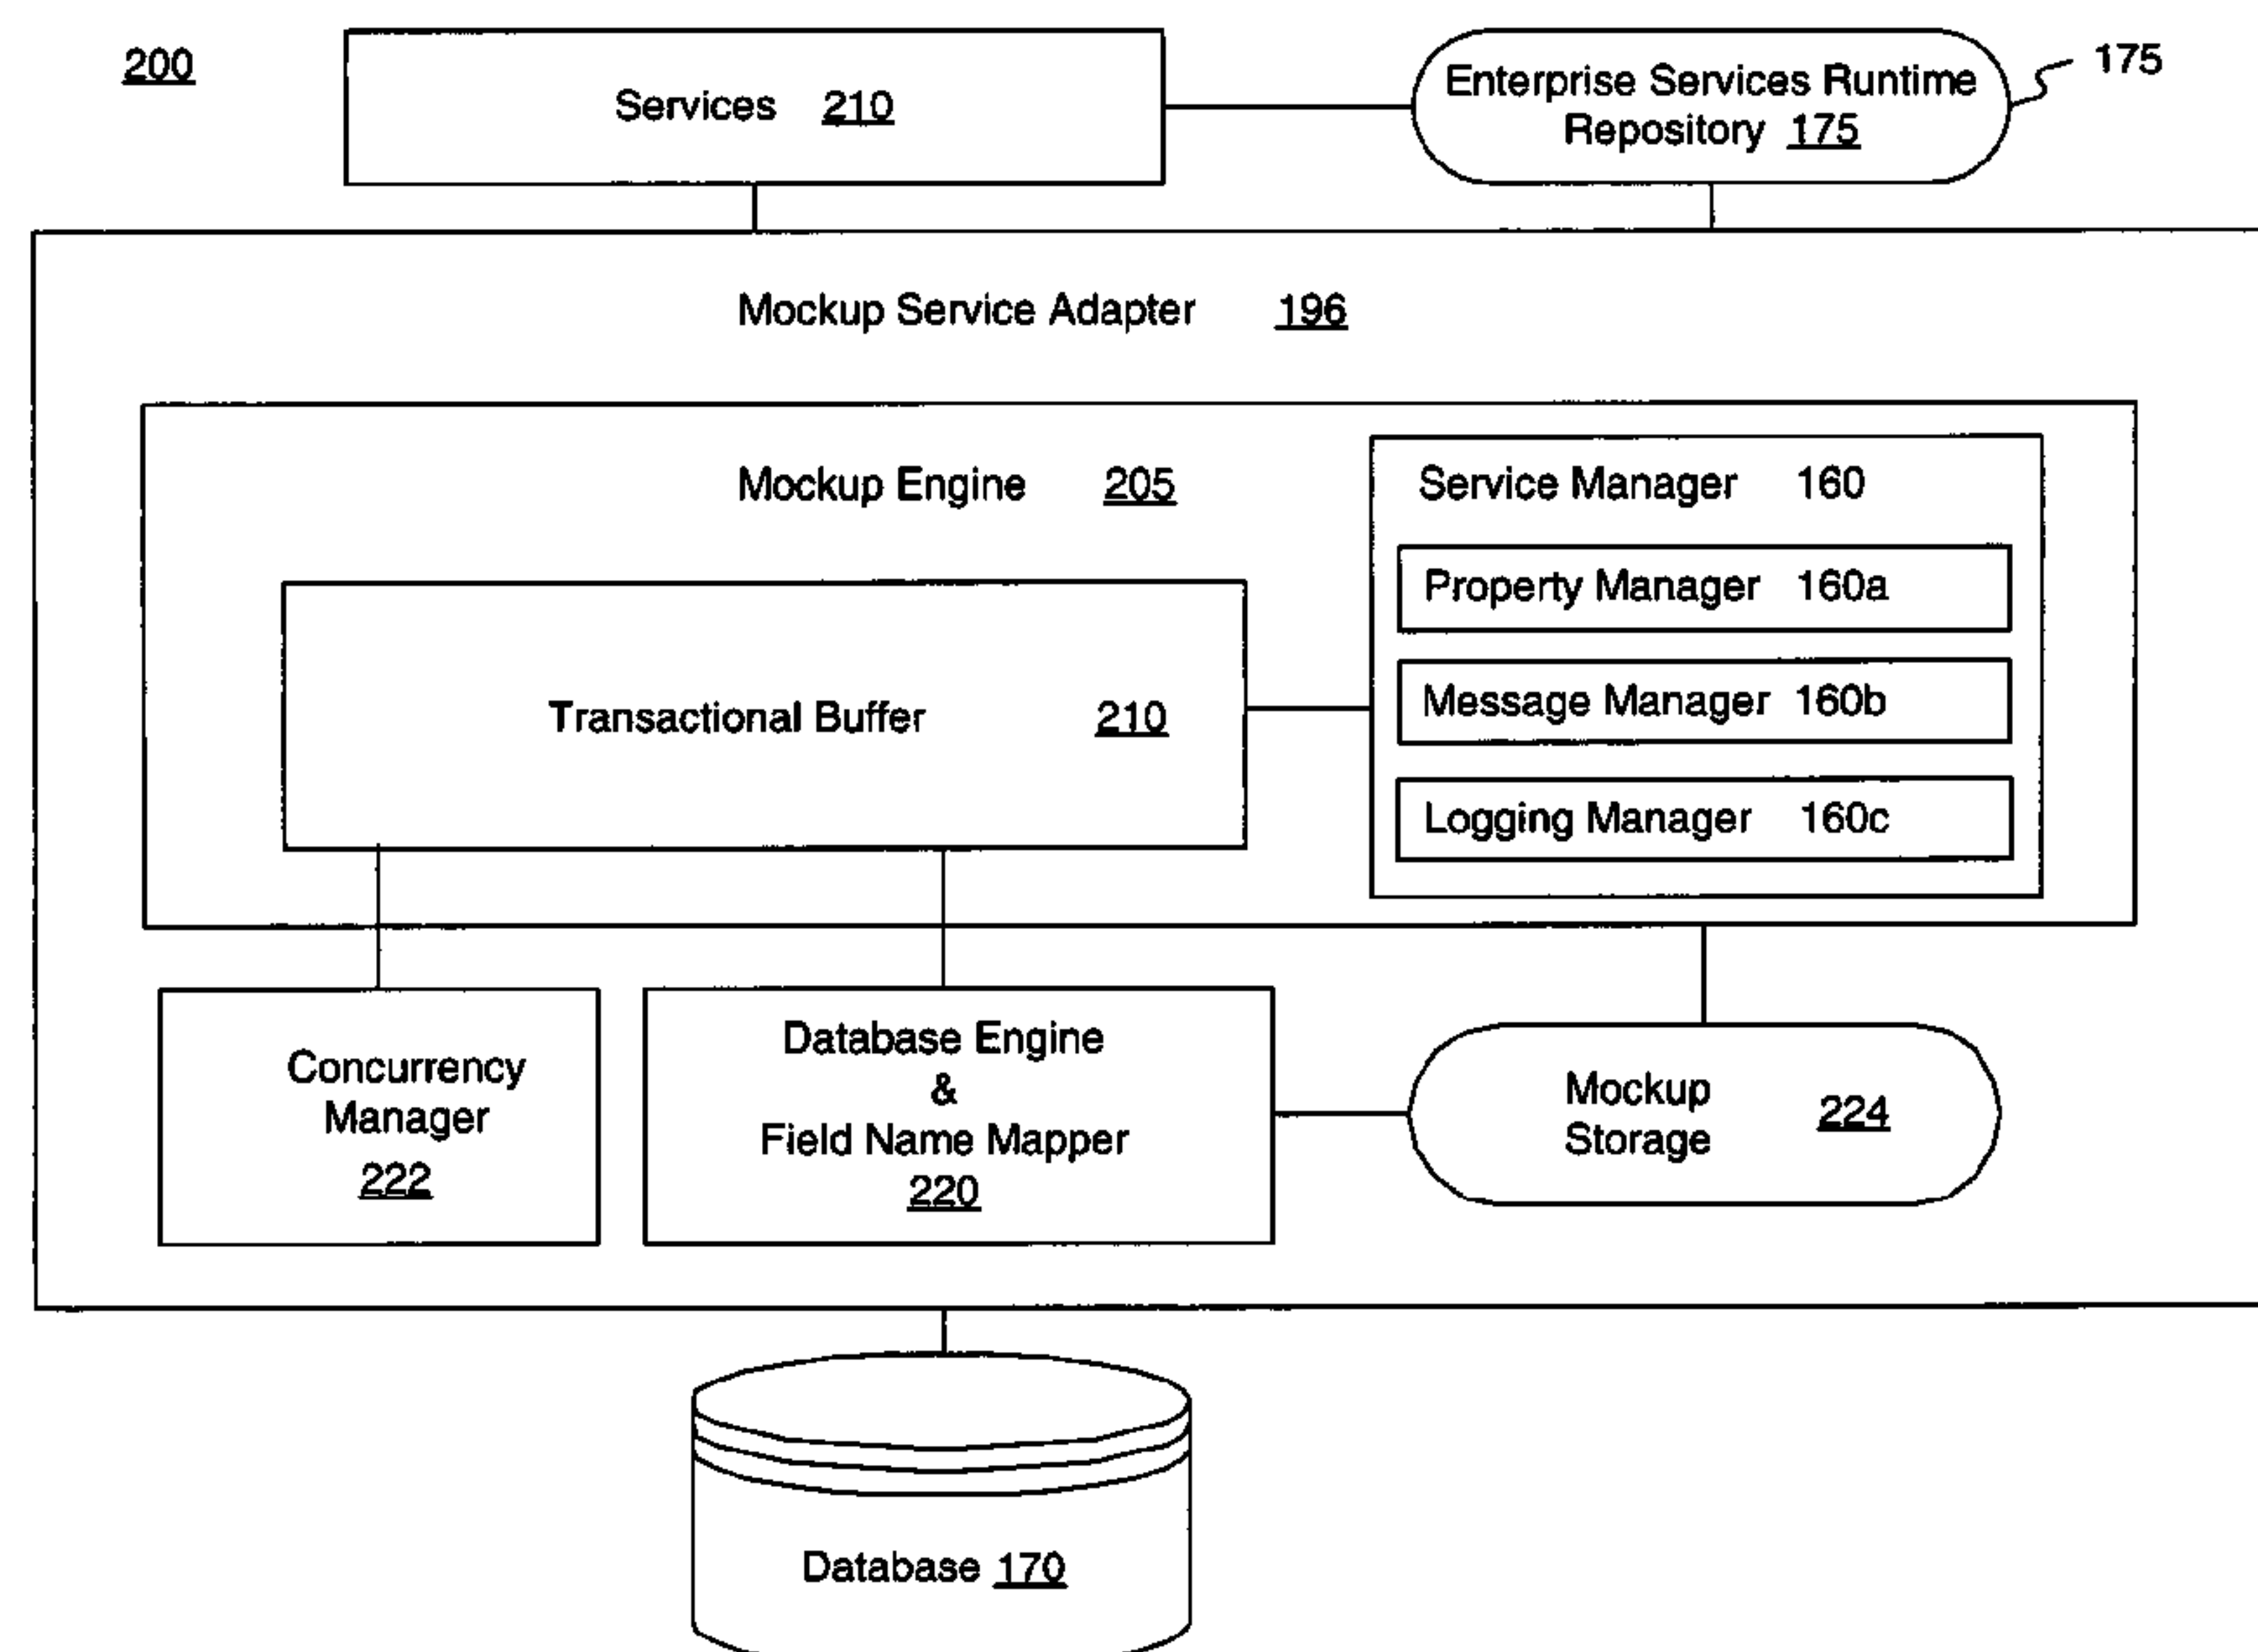 200
Services 210
Enterprise Services Runtime
Repository 175
175
Mockup Service Adapter 196
Mockup Engine 205
Service Manager 160
Property Manager 160a
Transactional Buffer 210
Message Manager 160b
Logging Manager 160c
Concurrency
Manager
222
Database Engine
&
Field Name Mapper
220
Mockup
Storage
224
Database 170